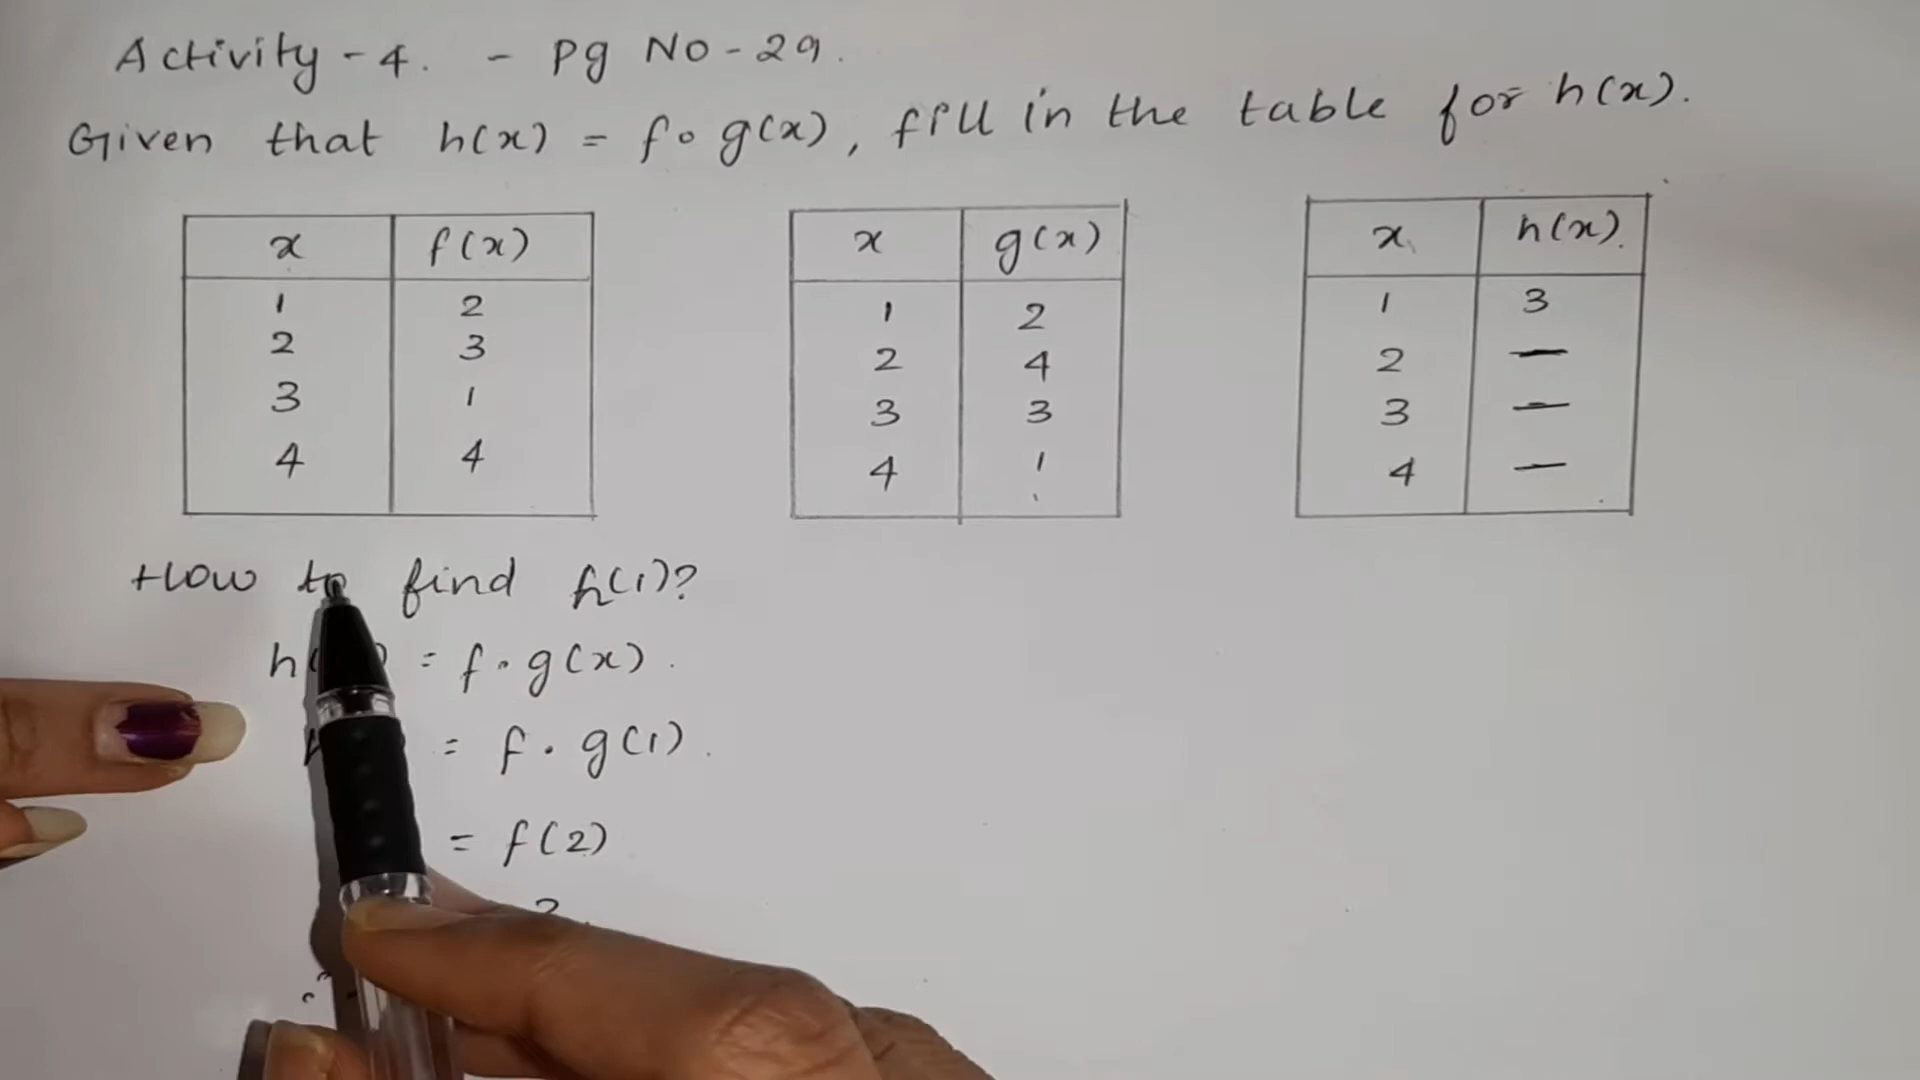 Activity - 4. - Pg No - 29.
Given that h(x) = f∘g(x), fill in the table for h(x).
x f(x)
1 2
2 3
3 1
4 4
x g(x)
1 2
2 4
3 3
4 1
x h(x).
1 3
2 —
3 —
4 —
How to find h(1)?
= f∘g(x).
= f∘g(1).
= f(2)